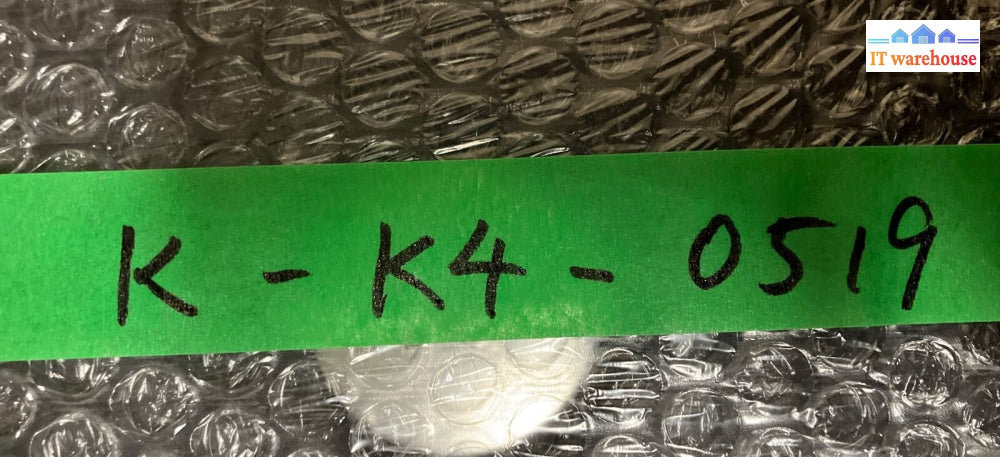 IT warehouse
K - K4 - 0519